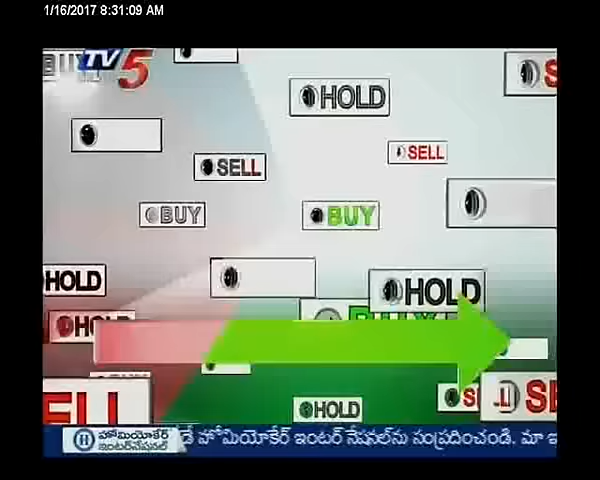 1/16/2017 8:31:09 AM
TV5
HOLD
SELL
SELL
BUY
BUY
HOLD
HOLD
HOLD
SELL
హోమియోకేర్
ఇంటర్‌నేషనల్
డే హోమియోకేర్ ఇంటర్ నేషనల్‌ను సంప్రదించండి. మా ఇ